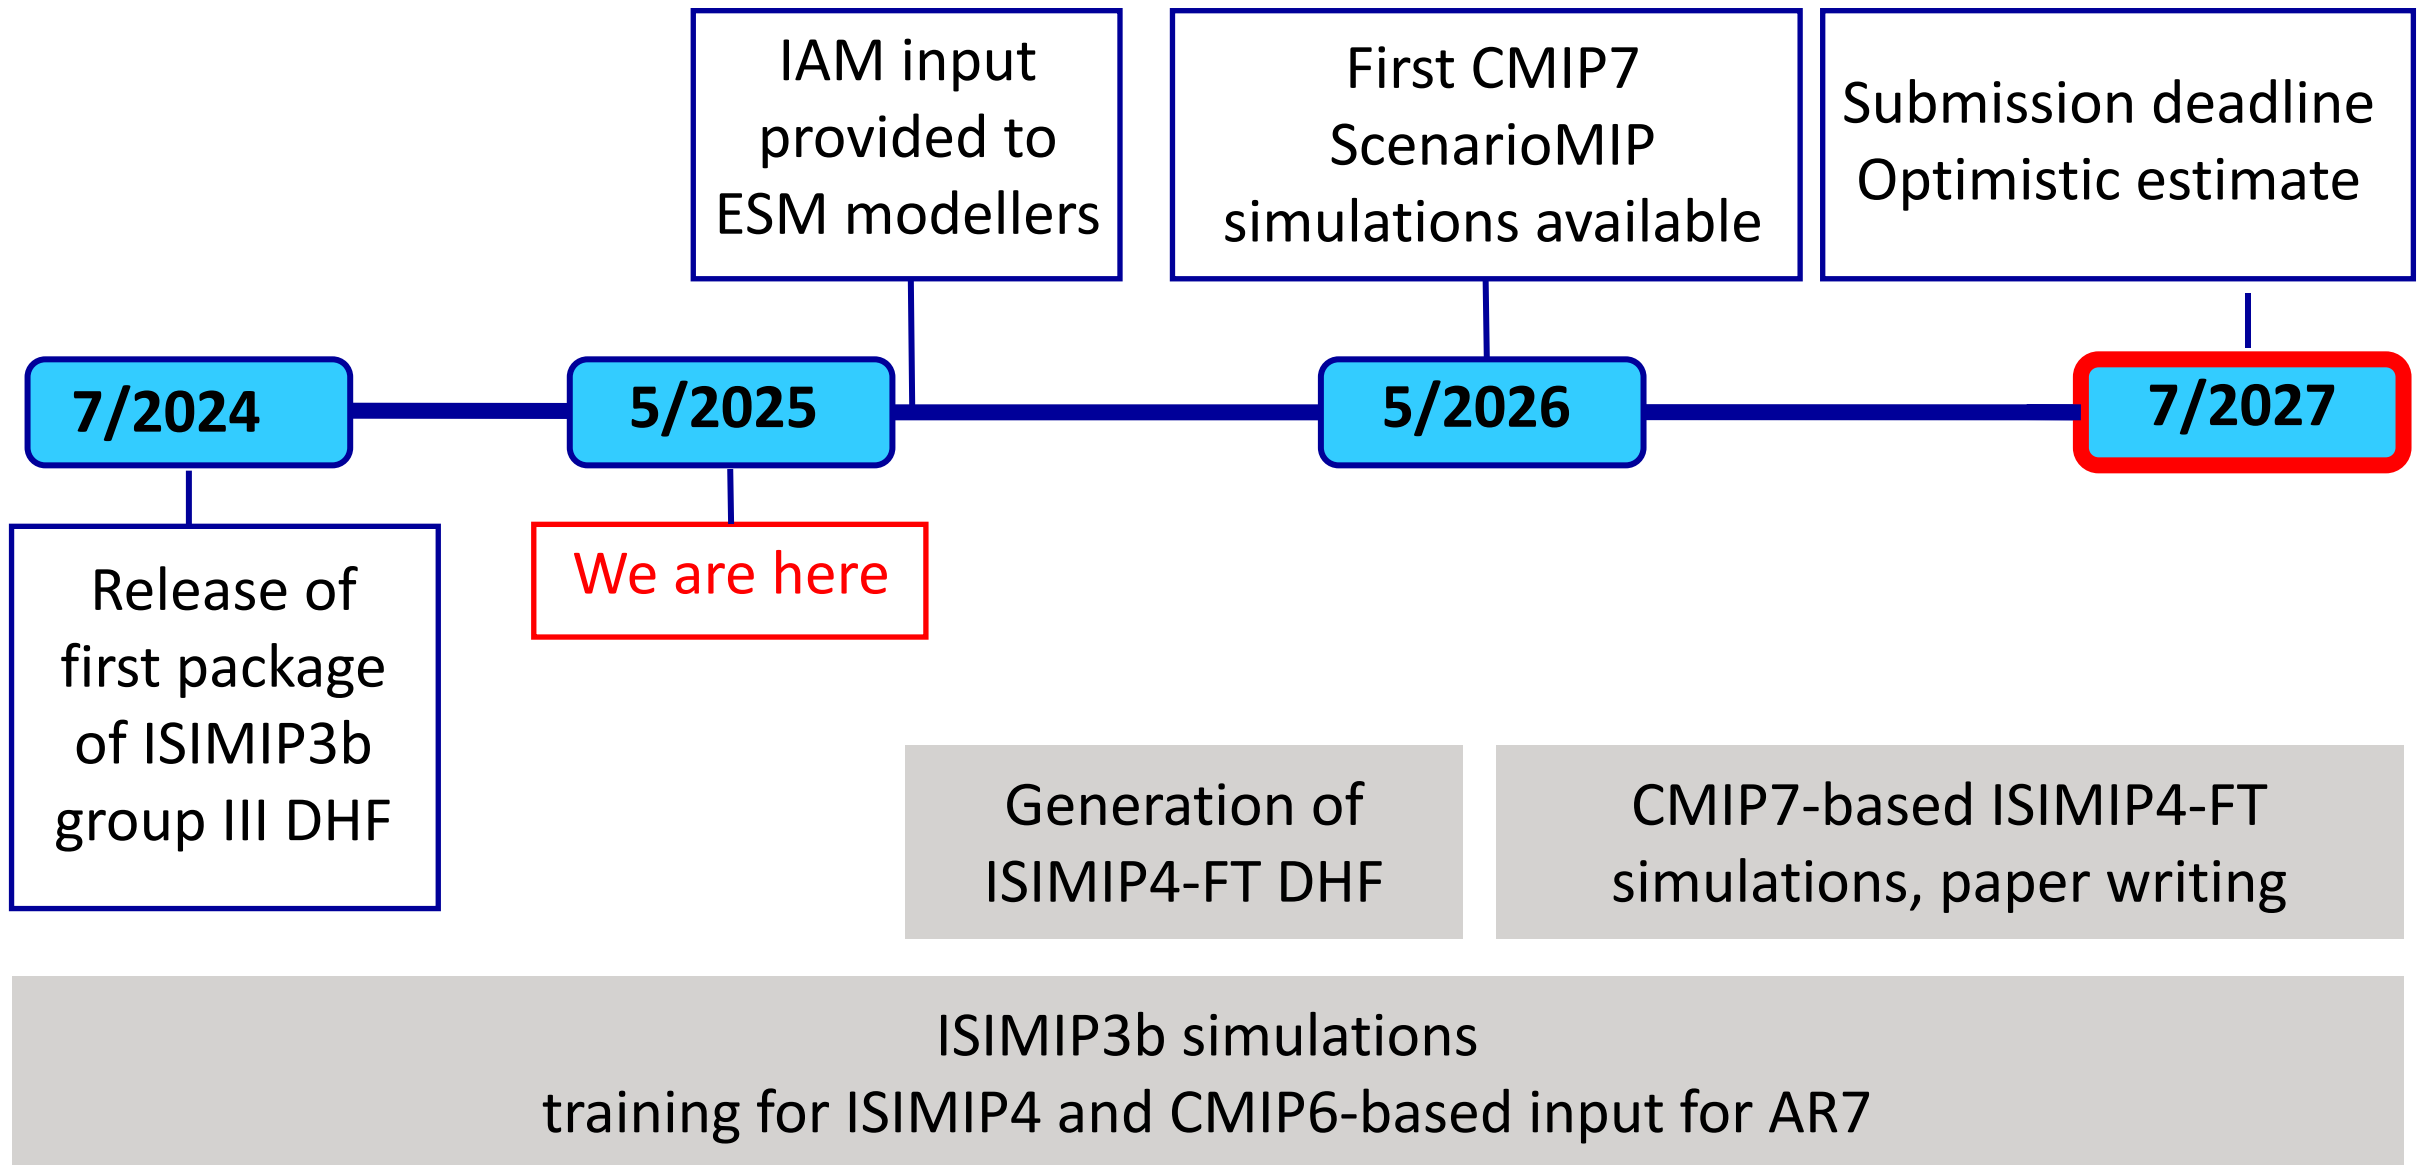 IAM input
provided to
ESM modellers
First CMIP7
ScenarioMIP
simulations available
Submission deadline
Optimistic estimate
7/2024
5/2025
5/2026
7/2027
Release of
first package
of ISIMIP3b
group III DHF
We are here
Generation of
ISIMIP4-FT DHF
CMIP7-based ISIMIP4-FT
simulations, paper writing
ISIMIP3b simulations
training for ISIMIP4 and CMIP6-based input for AR7